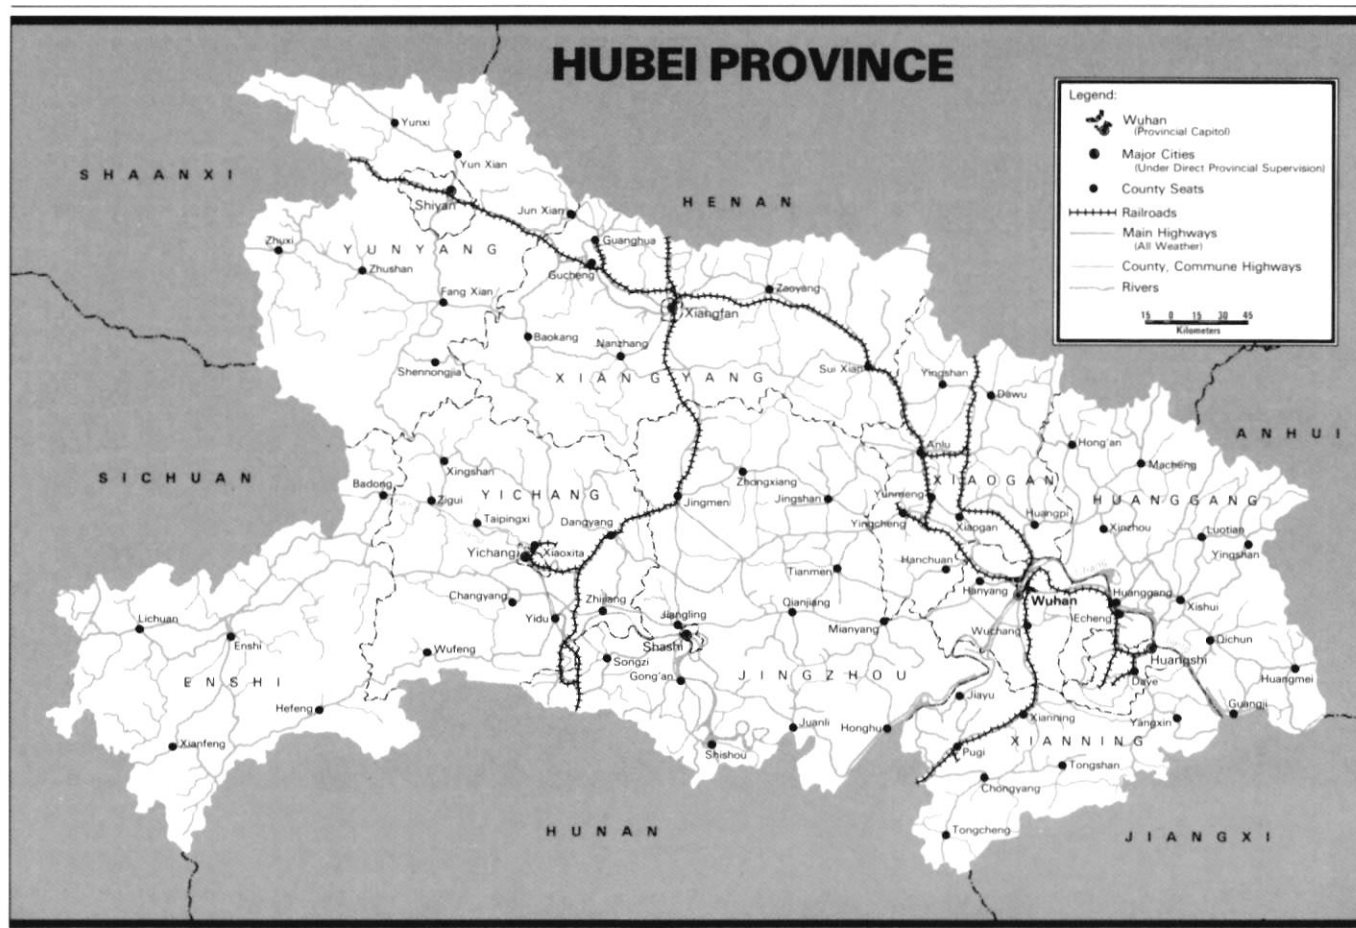 HUBEI PROVINCE
Legend:
Wuhan
(Provincial Capitol)
Major Cities
(Under Direct Provincial Supervision)
County Seats
Railroads
Main Highways
(All Weather)
County, Commune Highways
Rivers
15 0 15 30 45
Kilometers
SHAANXI
HENAN
ANHUI
SICHUAN
HUNAN
JIANGXI
Yunxi
Yun Xian
Shiyan
Jun Xian
Zhuxi
YUNYANG
Guanghua
Zhushan
Gucheng
Fang Xian
Zaoyang
Xiangfan
Baokang
Nanzhang
Shennongjia
XIANGYANG
Sui Xian
Yingshan
Dawu
Anlu
Hong'an
Macheng
Xingshan
Badong
Zigui
YICHANG
Zhongxiang
Jingshan
Jingmen
Yunmeng
XIAOGAN
HUANGGANG
Taipingxi
Dangyang
Yingcheng
Xiaogan
Huangpi
Xinzhou
Luotian
Yingshan
Yichang
Xiaoxita
Tianmen
Hanchuan
Hanyang
Wuhan
Huanggang
Xishui
Changyang
Zhijiang
Yidu
Jiangling
Qianjiang
Mianyang
Wuchang
Echeng
Lichuan
Enshi
Wufeng
Shashi
Songzi
Gong'an
JINGZHOU
Huangshi
Daye
Qichun
Huangmei
ENSHI
Hefeng
Jiayu
Xianning
Yangxin
Guangji
Xianfeng
Shishou
Juanli
Honghu
Pugi
XIANNING
Tongshan
Chongyang
Tongcheng